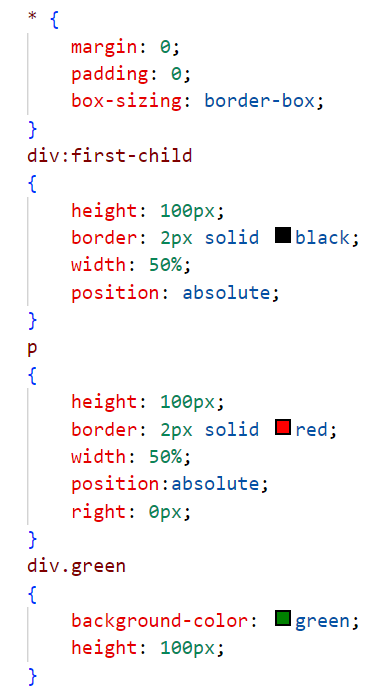 * {
    margin: 0;
    padding: 0;
    box-sizing: border-box;
}
div:first-child
{
    height: 100px;
    border: 2px solid black;
    width: 50%;
    position: absolute;
}
p
{
    height: 100px;
    border: 2px solid red;
    width: 50%;
    position:absolute;
    right: 0px;
}
div.green
{
    background-color: green;
    height: 100px;
}